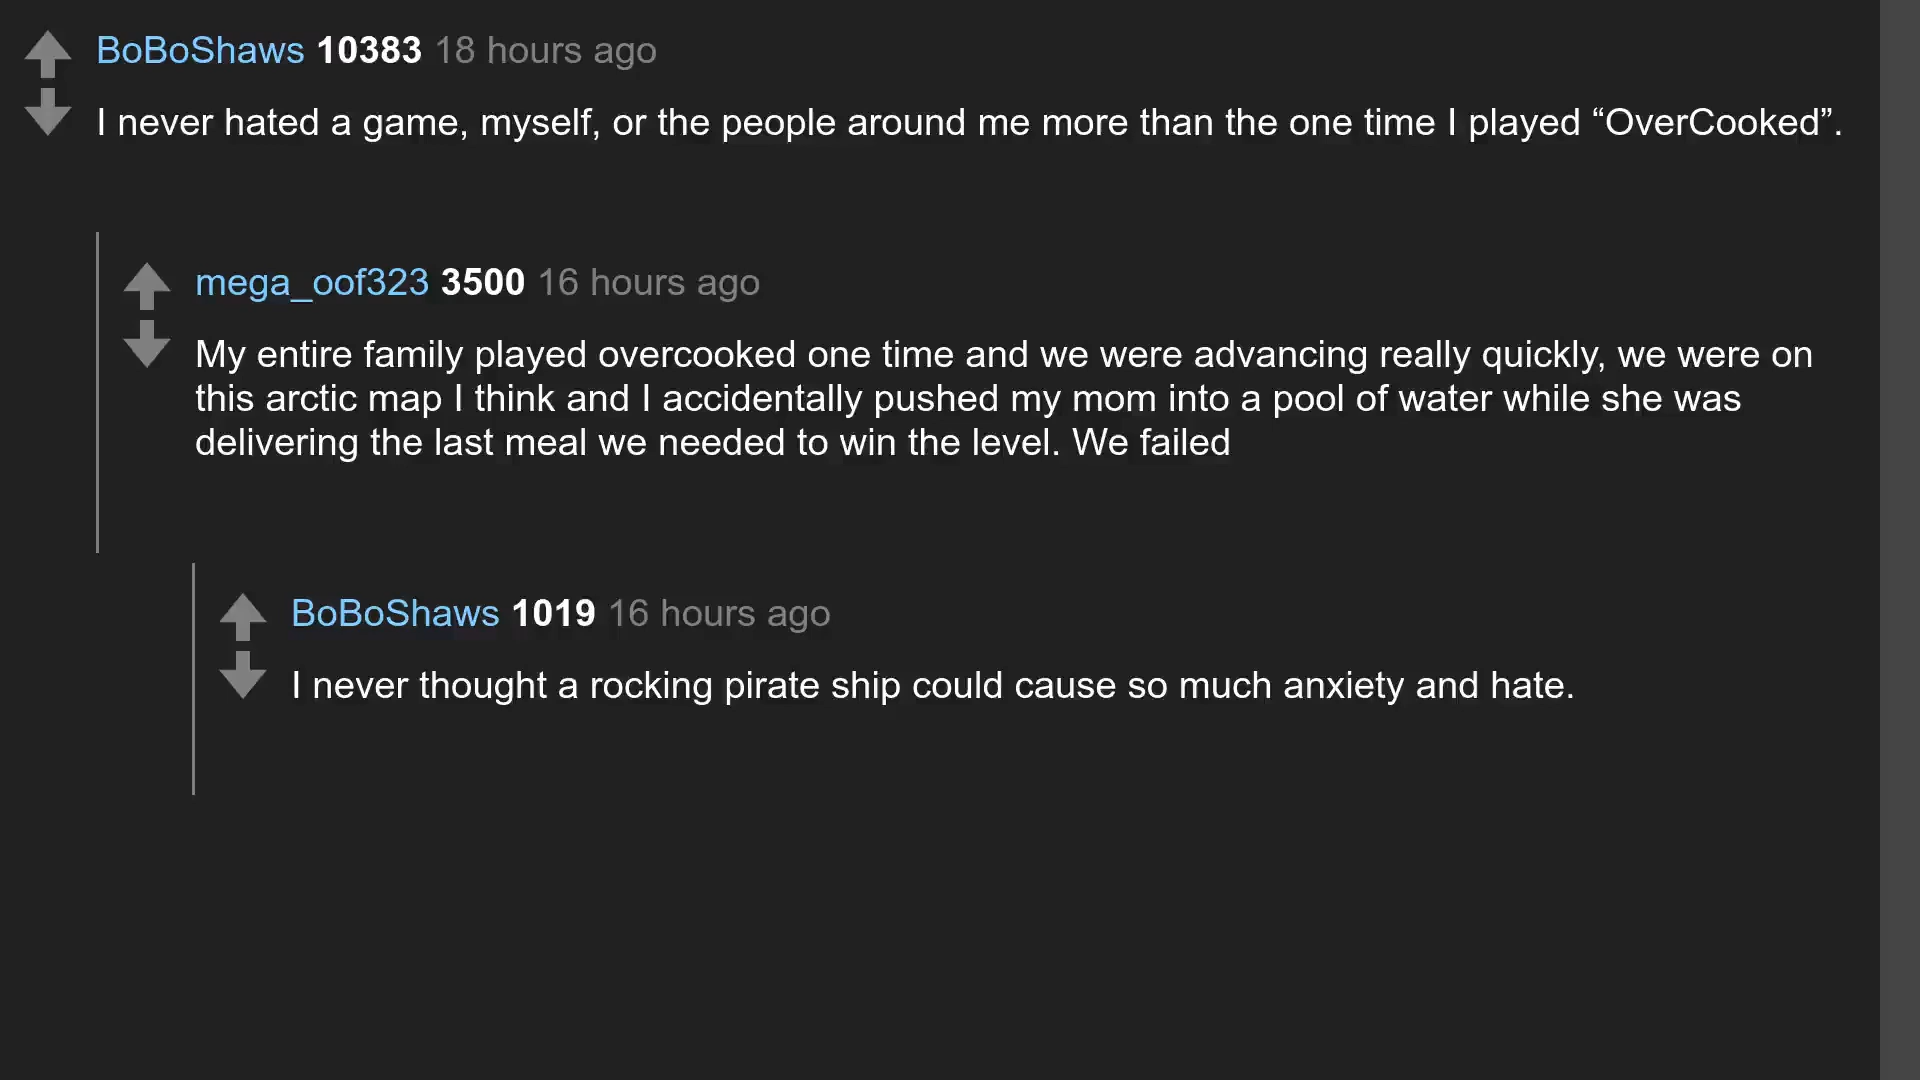 BoBoShaws 10383 18 hours ago
I never hated a game, myself, or the people around me more than the one time I played “OverCooked”.
mega_oof323 3500 16 hours ago
My entire family played overcooked one time and we were advancing really quickly, we were on
this arctic map I think and I accidentally pushed my mom into a pool of water while she was
delivering the last meal we needed to win the level. We failed
BoBoShaws 1019 16 hours ago
I never thought a rocking pirate ship could cause so much anxiety and hate.